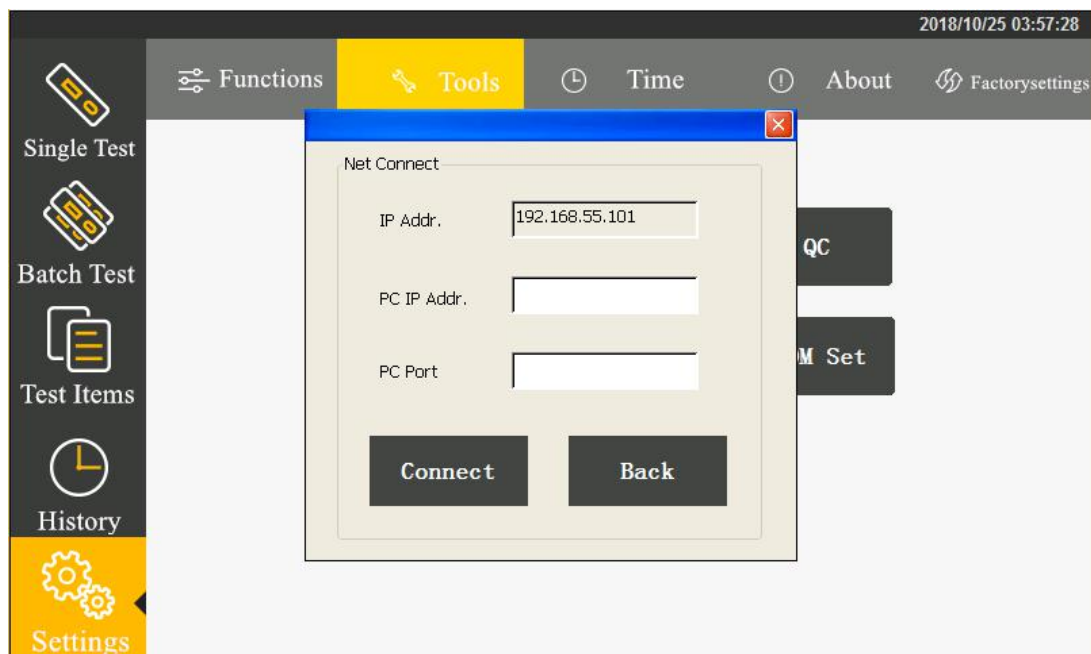 2018/10/25 03:57:28
Functions
Tools
Time
About
Factorysettings
Single Test
Batch Test
Test Items
History
Settings
Net Connect
IP Addr.
192.168.55.101
PC IP Addr.
PC Port
Connect
Back
QC
M Set